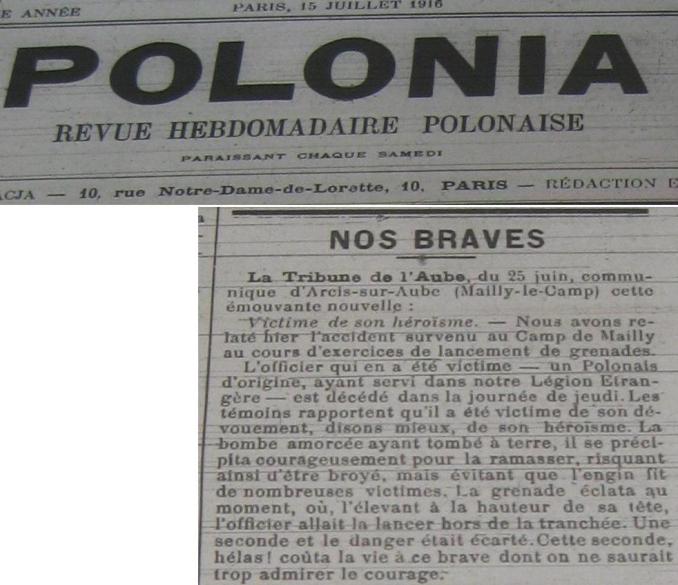 E ANNÉE
PARIS, 15 JUILLET 1916
POLONIA
REVUE HEBDOMADAIRE POLONAISE
PARAISSANT CHAQUE SAMEDI
ACJA — 10, rue Notre-Dame-de-Lorette, 10, PARIS — RÉDACTION E
NOS BRAVES
La Tribune de l'Aube, du 25 juin, commu-
nique d'Arcis-sur-Aube (Mailly-le-Camp) cette
émouvante nouvelle :
Victime de son héroïsme. — Nous avons re-
laté hier l'accident survenu au Camp de Mailly
au cours d'exercices de lancement de grenades.
L'officier qui en a été victime — un Polonais
d'origine, ayant servi dans notre Légion Etran-
gère — est décédé dans la journée de jeudi. Les
témoins rapportent qu'il a été victime de son dé-
vouement, disons mieux, de son héroïsme. La
bombe amorcée ayant tombé à terre, il se préci-
pita courageusement pour la ramasser, risquant
ainsi d'être broyé, mais évitant que l'engin fit
de nombreuses victimes. La grenade éclata au
moment, où, l'élevant à la hauteur de sa tête,
l'officier allait la lancer hors de la tranchée. Une
seconde et le danger était écarté. Cette seconde,
hélas! coûta la vie à ce brave dont on ne saurait
trop admirer le courage.